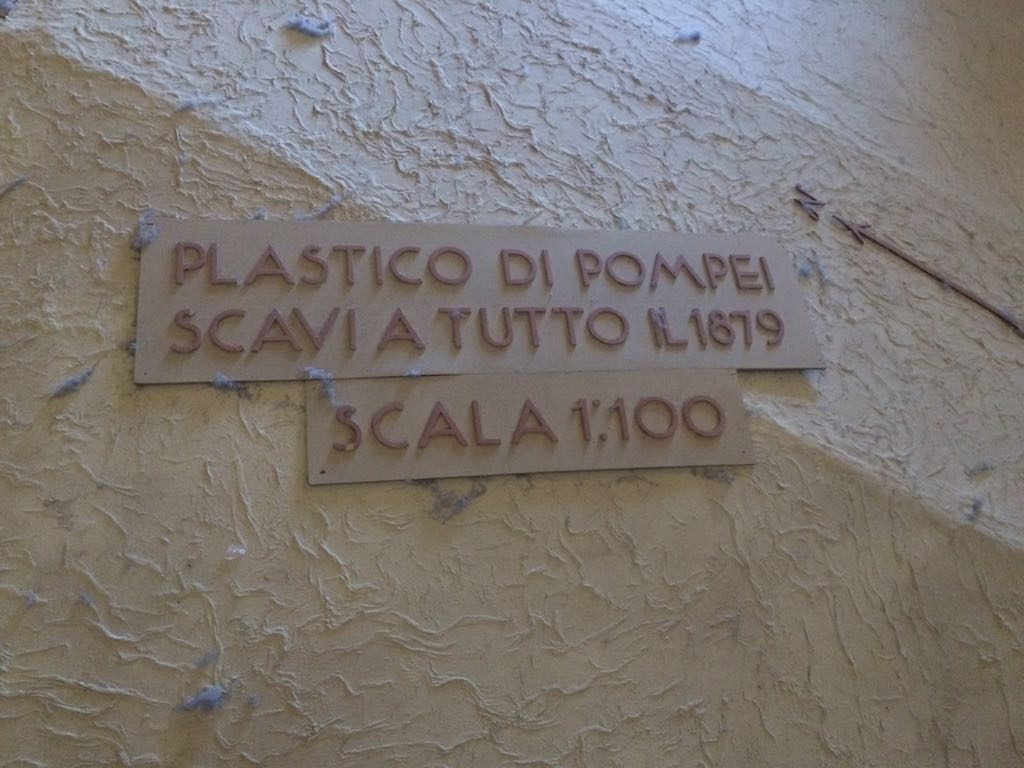 PLASTICO DI POMPEI
SCAVI A TUTTO IL 1879
SCALA 1:100
N